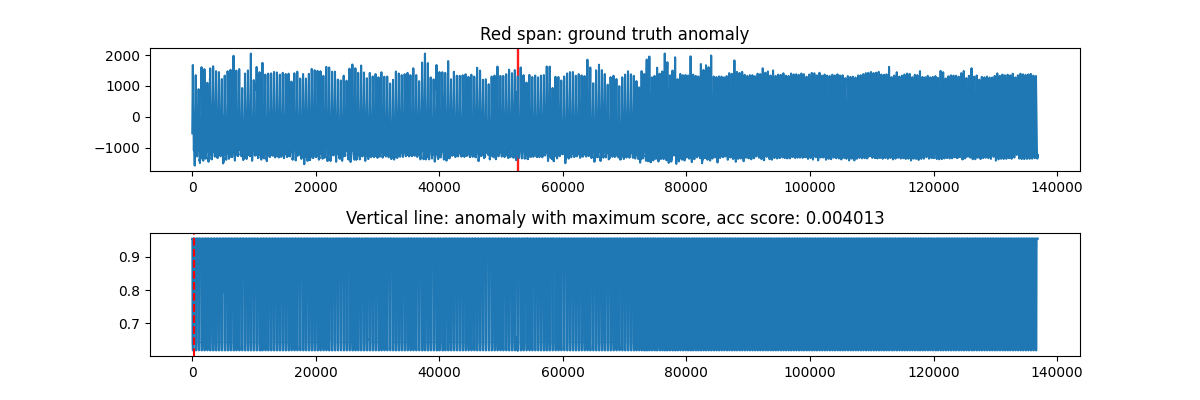 Red span: ground truth anomaly
2000
1000
0
−1000
0 20000 40000 60000 80000 100000 120000 140000
Vertical line: anomaly with maximum score, acc score: 0.004013
0.9
0.8
0.7
0 20000 40000 60000 80000 100000 120000 140000